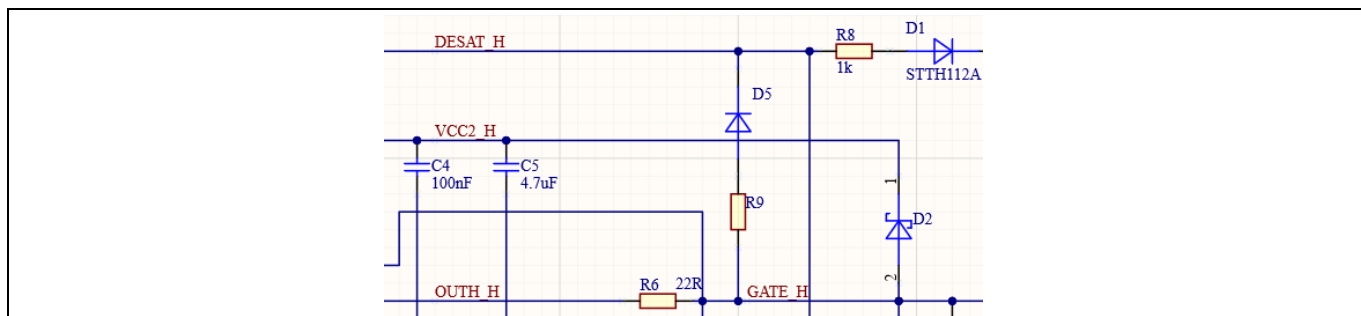 DESAT_H
R8
1k
D1
STTH112A
D5
VCC2_H
C4
100nF
C5
4.7uF
R9
1
D2
2
OUTH_H
R6
22R
GATE_H